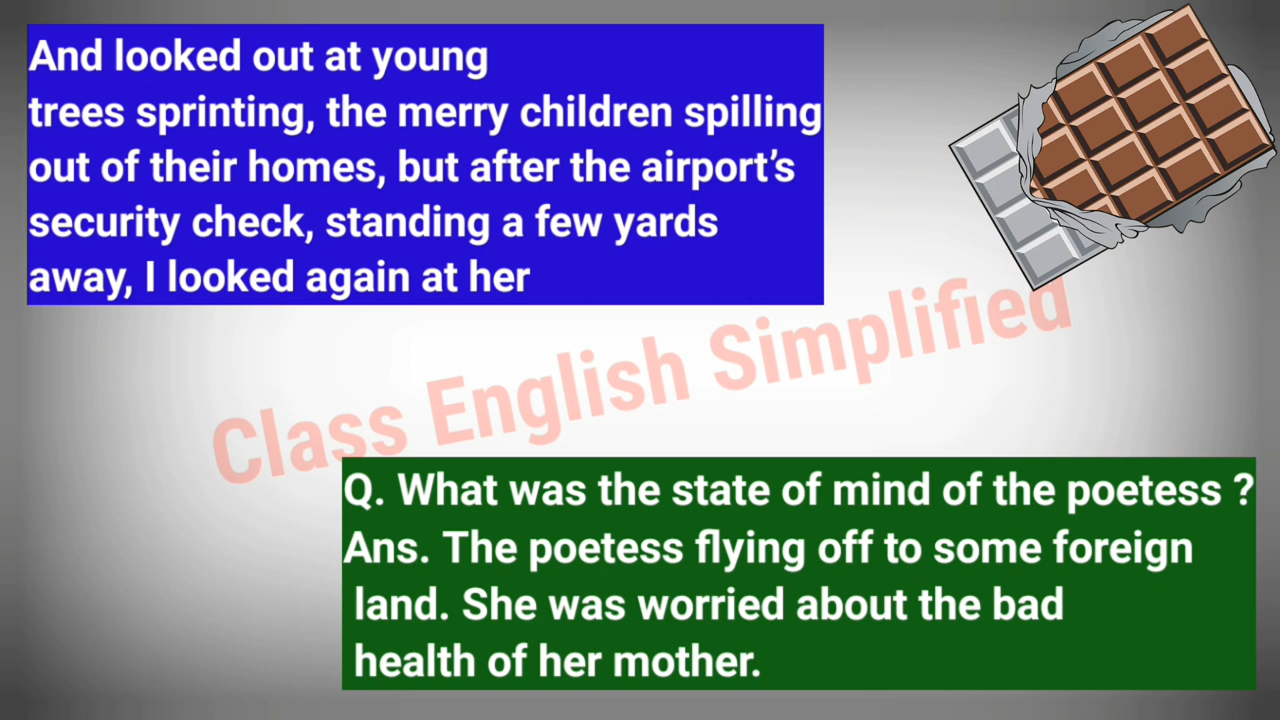 And looked out at young
trees sprinting, the merry children spilling
out of their homes, but after the airport’s
security check, standing a few yards
away, I looked again at her
Class English Simplified
Q. What was the state of mind of the poetess ?
Ans. The poetess flying off to some foreign
land. She was worried about the bad
health of her mother.